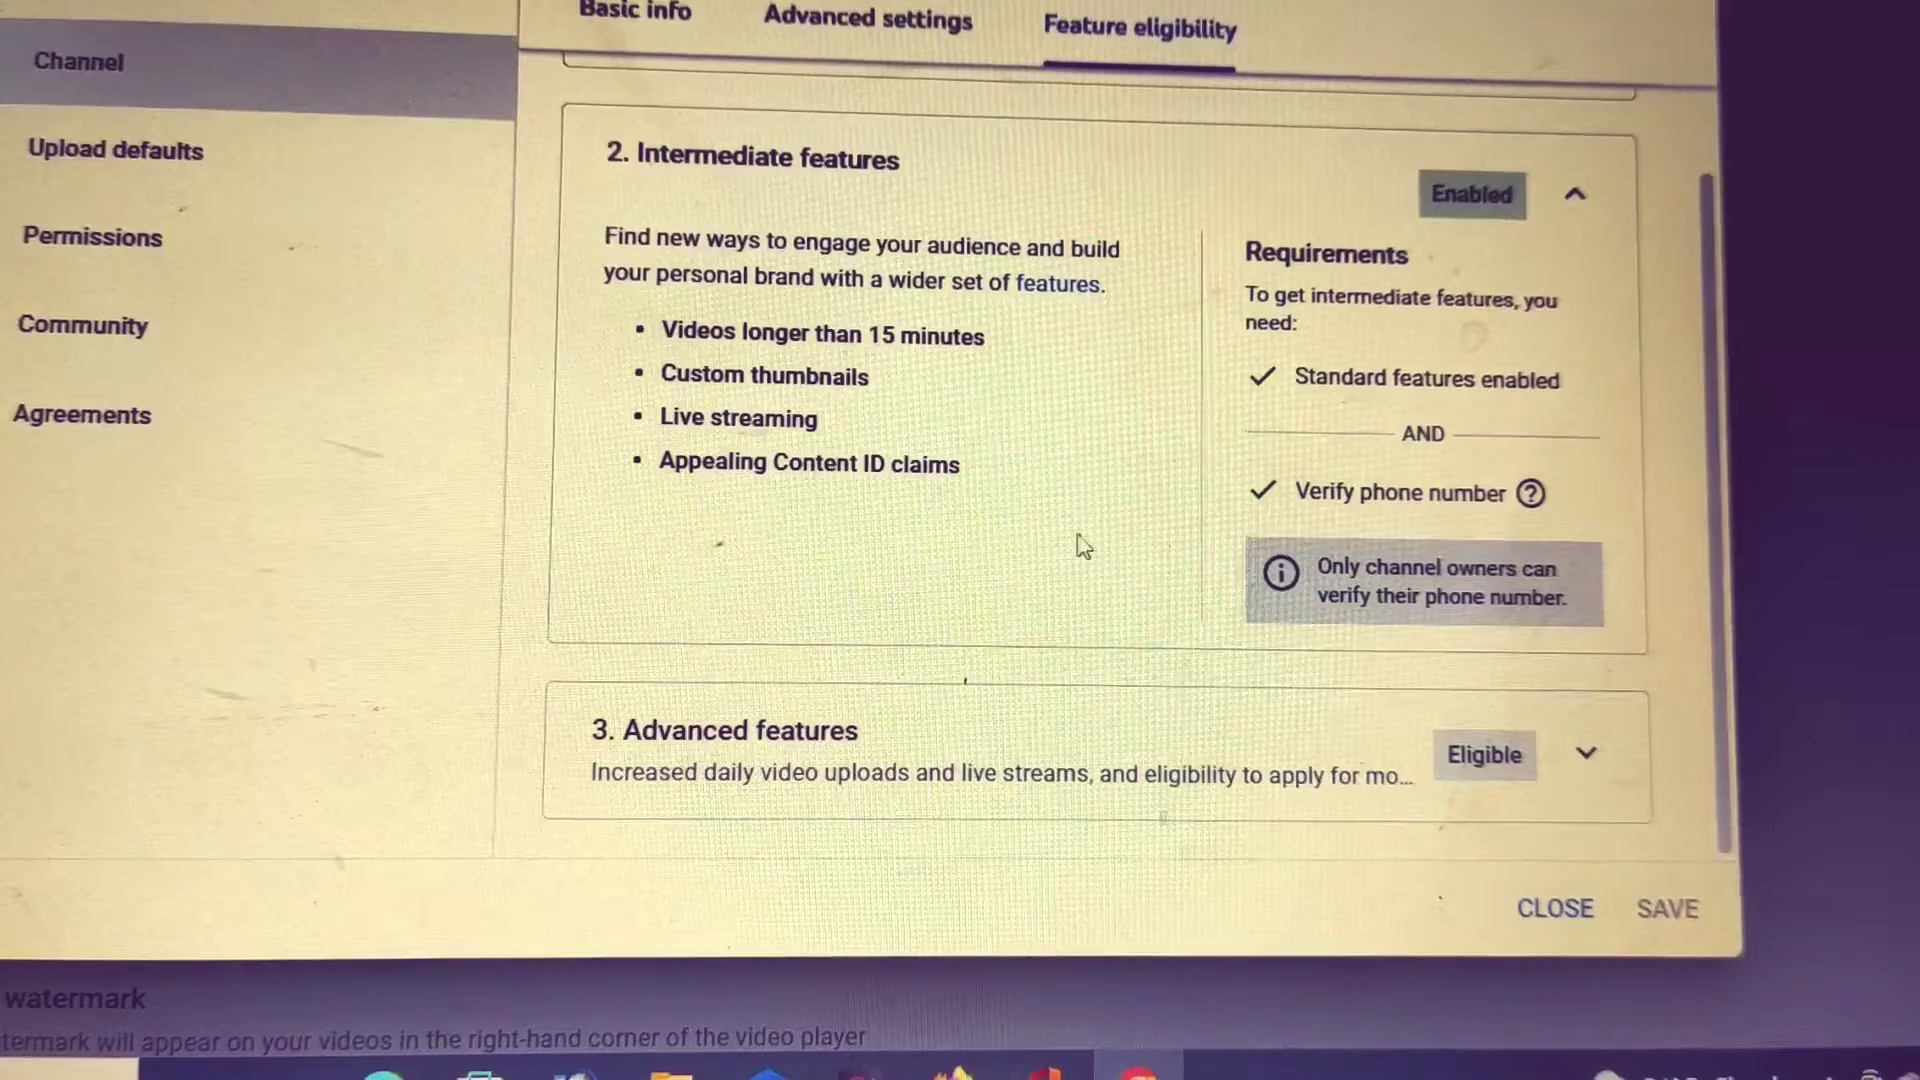 Basic info
Advanced settings
Feature eligibility
Channel
Upload defaults
Permissions
Community
Agreements
2. Intermediate features
Enabled
Find new ways to engage your audience and build
your personal brand with a wider set of features.
• Videos longer than 15 minutes
• Custom thumbnails
• Live streaming
• Appealing Content ID claims
Requirements
To get intermediate features, you
need:
Standard features enabled
AND
Verify phone number
Only channel owners can
verify their phone number.
3. Advanced features
Increased daily video uploads and live streams, and eligibility to apply for mo...
Eligible
CLOSE
SAVE
watermark
termark will appear on your videos in the right-hand corner of the video player